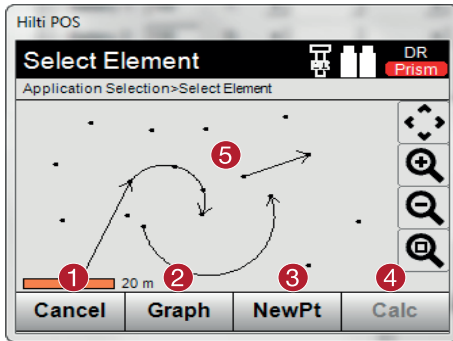 Hilti POS
Select Element
DR
Prism
Application Selection>Select Element
5
1
20 m
2
3
4
Cancel
Graph
NewPt
Calc